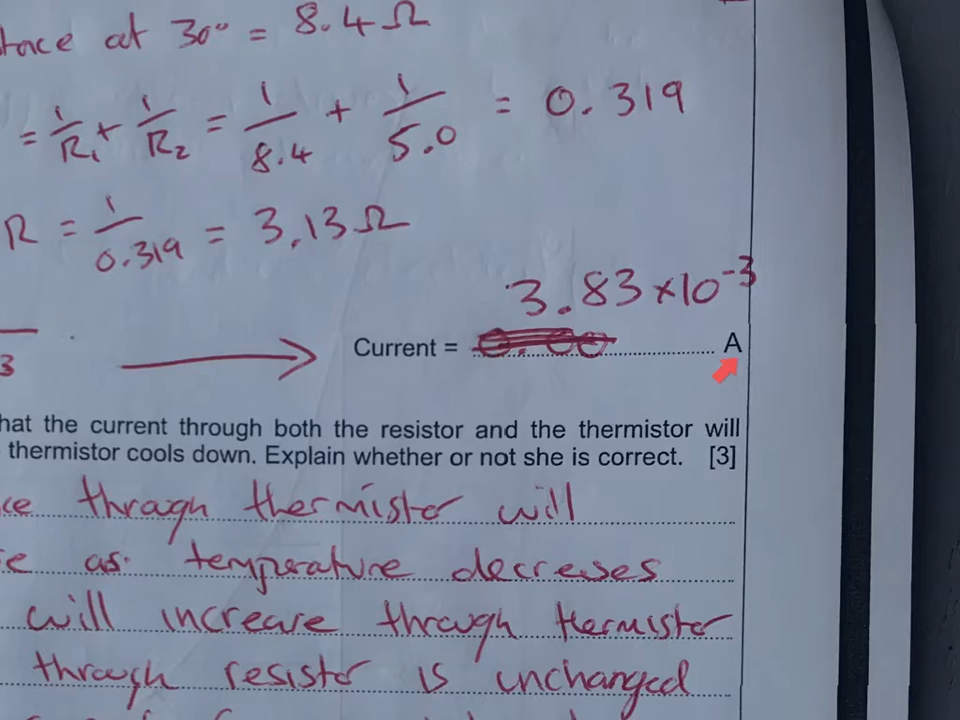 tance at 30° = 8.4 Ω
= 1/R₁ + 1/R₂ = 1/8.4 + 1/5.0 = 0.319
R = 1/0.319 = 3.13 Ω
3.83 × 10⁻³
3
Current = 0.00 A
hat the current through both the resistor and the thermistor will
thermistor cools down. Explain whether or not she is correct. [3]
ce through thermistor will
e as temperature decreases
will increase through thermistor
through resistor is unchanged